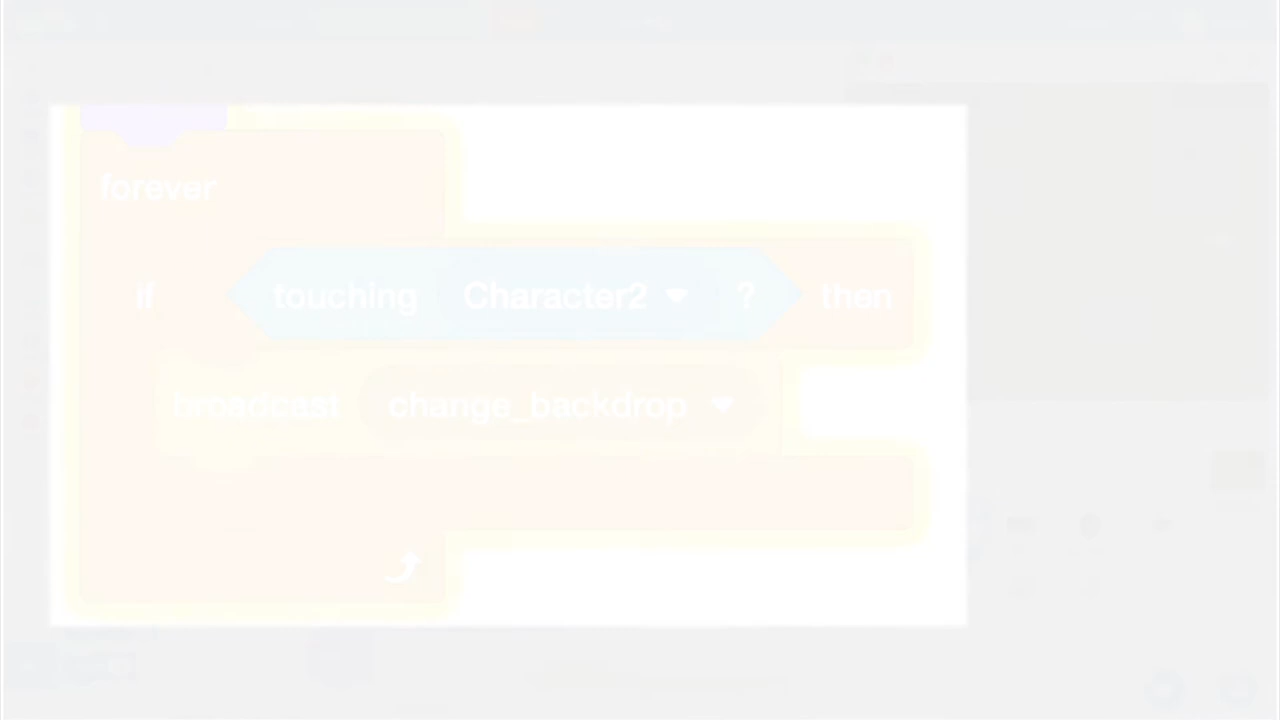 forever
if touching Character2 ? then
broadcast change_backdrop